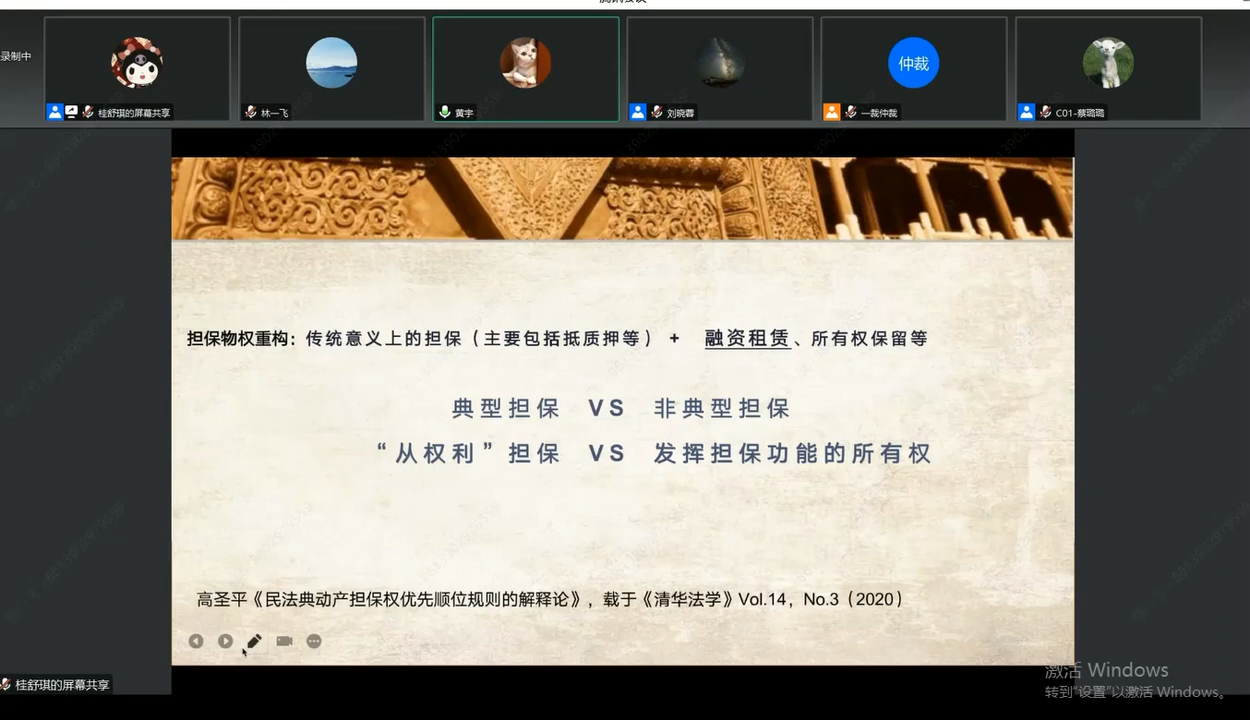 录制中
桂舒琪的屏幕共享
林一飞
黄宇
刘晓蓉
仲裁
一裁仲裁
C01-蔡璐璐
担保物权重构：传统意义上的担保（主要包括抵质押等） + 融资租赁、所有权保留等
典型担保 VS 非典型担保
“从权利”担保 VS 发挥担保功能的所有权
高圣平《民法典动产担保权优先顺位规则的解释论》，载于《清华法学》Vol.14，No.3（2020）
桂舒琪的屏幕共享
激活 Windows
转到“设置”以激活 Windows。